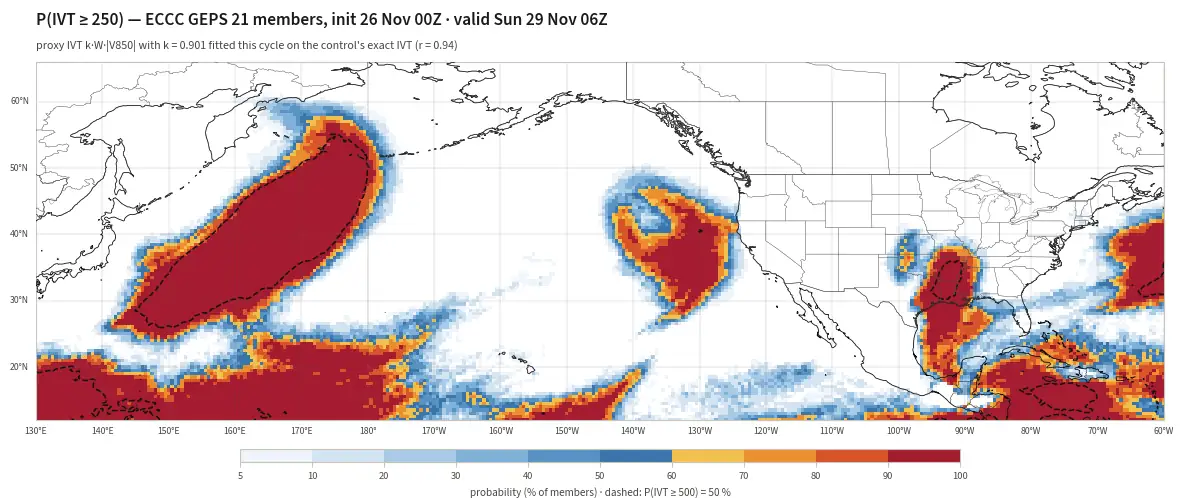 P(IVT ≥ 250) — ECCC GEPS 21 members, init 26 Nov 00Z · valid Sun 29 Nov 06Z
proxy IVT k·W·|V850| with k = 0.901 fitted this cycle on the control's exact IVT (r = 0.94)
60°N
50°N
40°N
30°N
20°N
130°E 140°E 150°E 160°E 170°E 180° 170°W 160°W 150°W 140°W 130°W 120°W 110°W 100°W 90°W 80°W 70°W 60°W
5 10 20 30 40 50 60 70 80 90 100
probability (% of members) · dashed: P(IVT ≥ 500) = 50 %